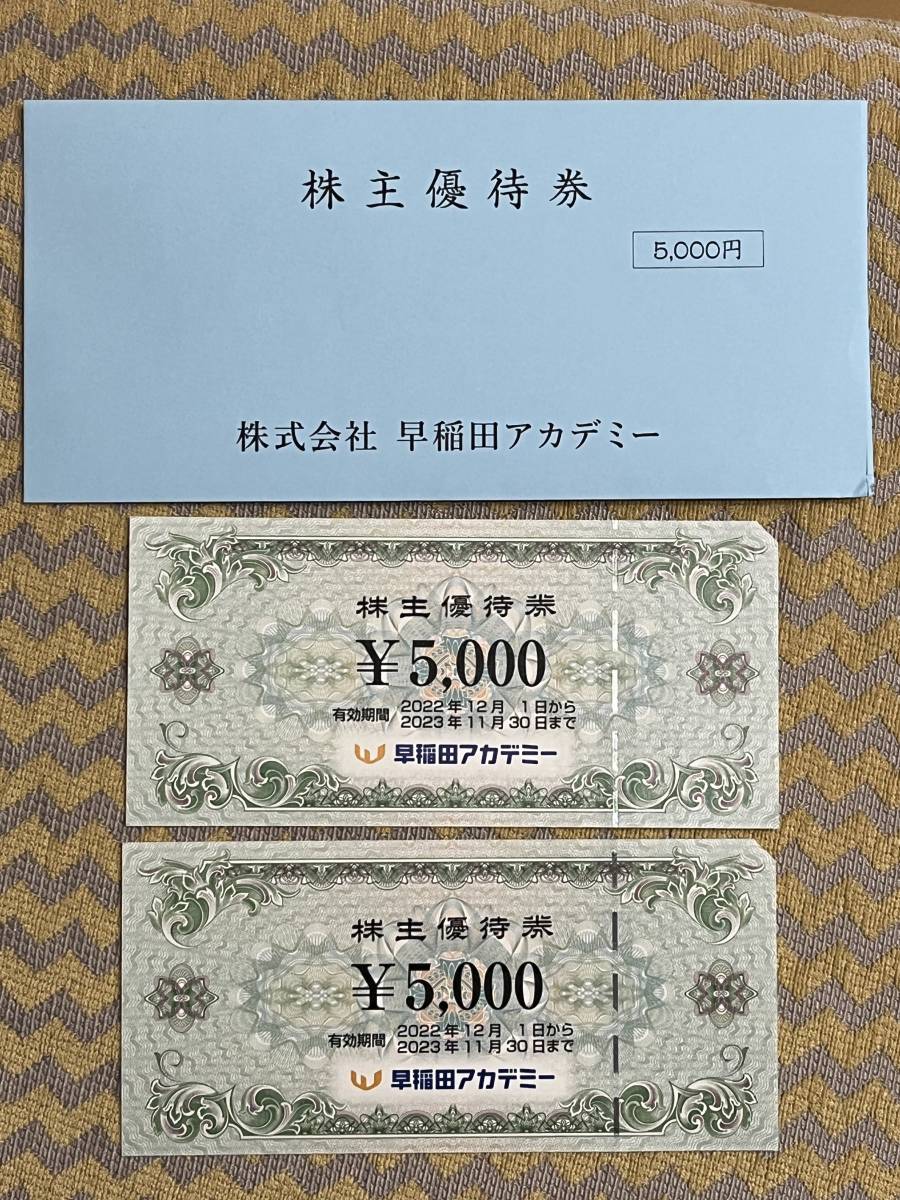 株主優待券
5,000円
株式会社 早稲田アカデミー
株主優待券
¥5,000
有効期間 2022年12月 1日から
2023年11月30日まで
早稲田アカデミー
株主優待券
¥5,000
有効期間 2022年12月 1日から
2023年11月30日まで
早稲田アカデミー